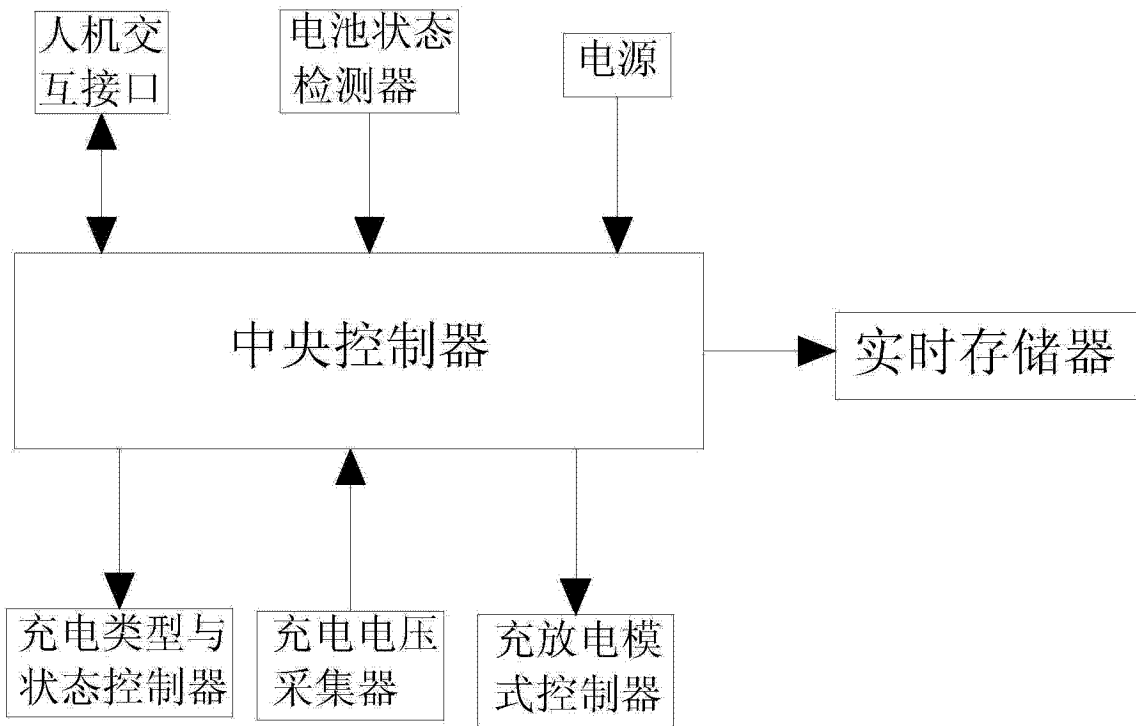 人机交
互接口
电池状态
检测器
电源
中央控制器
实时存储器
充电类型与
状态控制器
充电电压
采集器
充放电模
式控制器